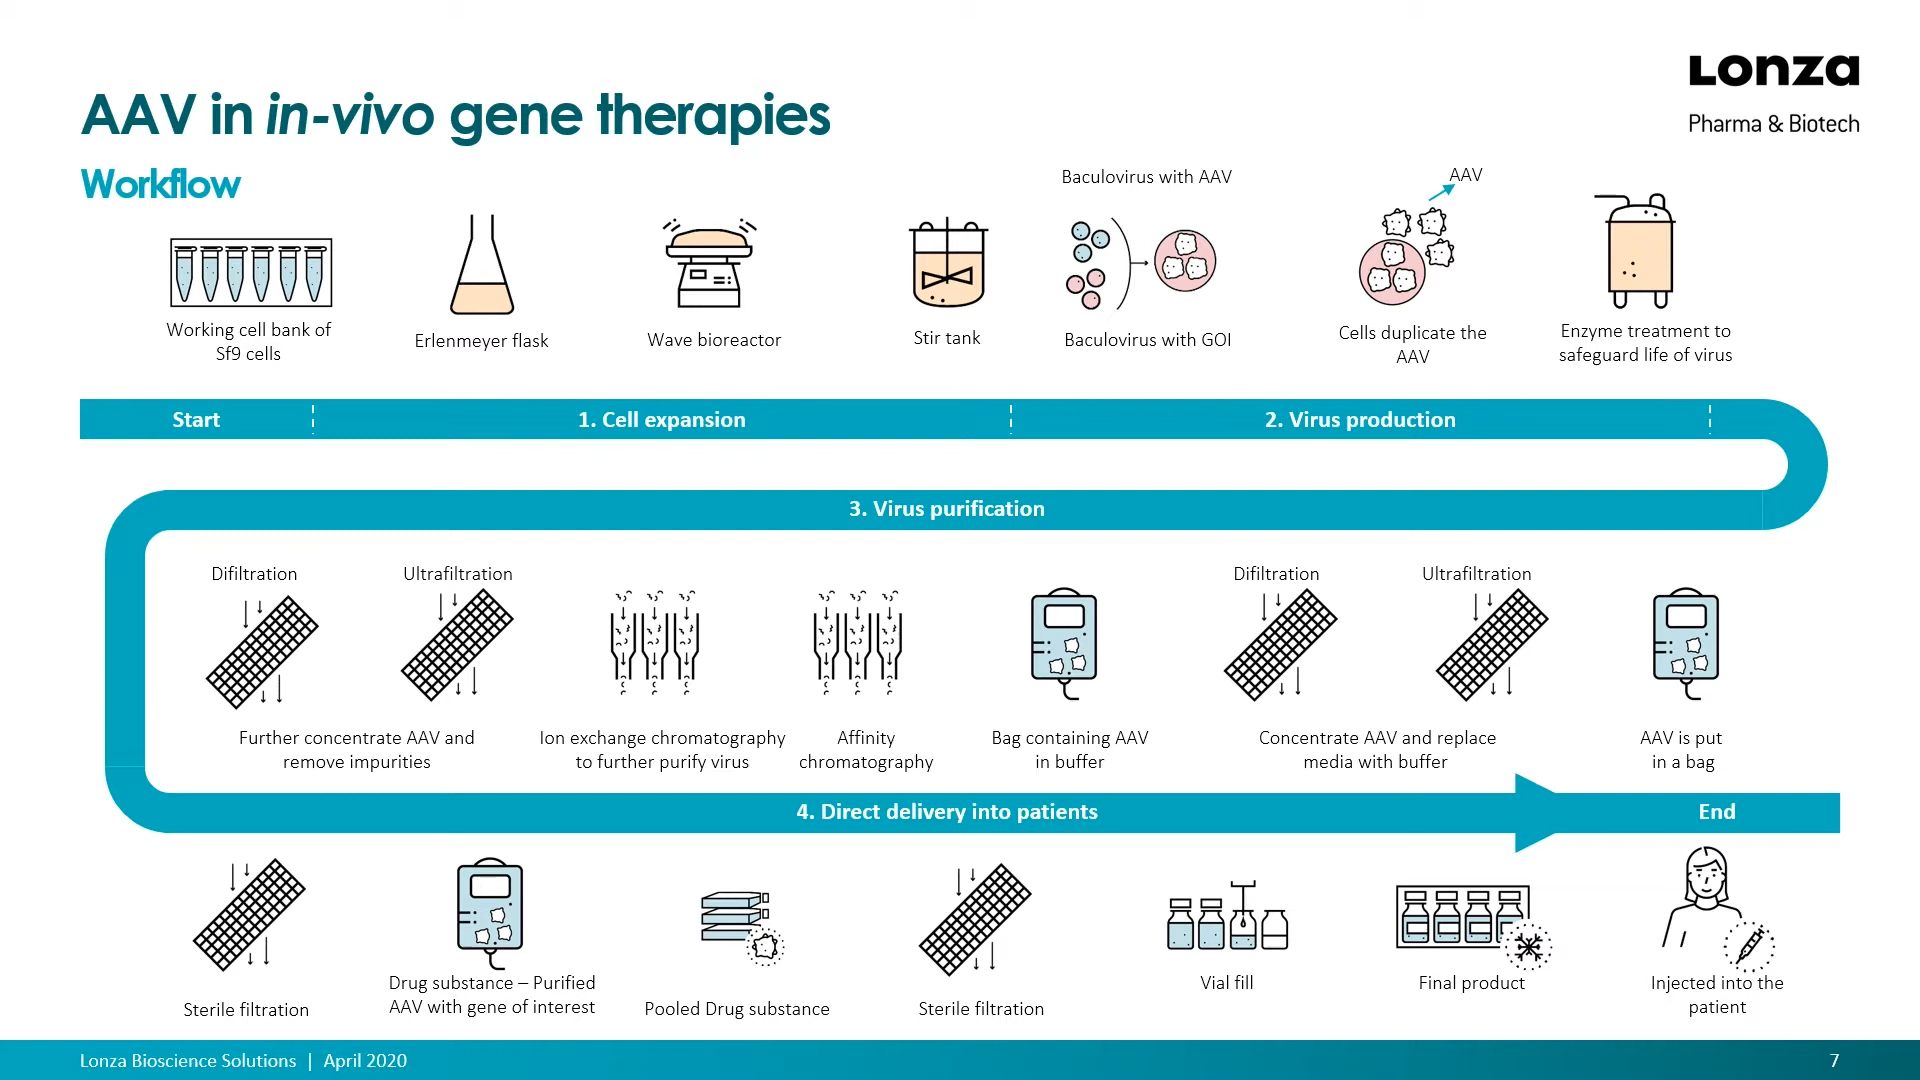 Lonza
Pharma & Biotech
AAV in in-vivo gene therapies
Workflow
Working cell bank of
Sf9 cells
Erlenmeyer flask
Wave bioreactor
Stir tank
Baculovirus with AAV
Baculovirus with GOI
AAV
Cells duplicate the
AAV
Enzyme treatment to
safeguard life of virus
Start
1. Cell expansion
2. Virus production
3. Virus purification
Difiltration
Ultrafiltration
Further concentrate AAV and
remove impurities
Ion exchange chromatography
to further purify virus
Affinity
chromatography
Bag containing AAV
in buffer
Difiltration
Ultrafiltration
Concentrate AAV and replace
media with buffer
AAV is put
in a bag
4. Direct delivery into patients
End
Sterile filtration
Drug substance – Purified
AAV with gene of interest
Pooled Drug substance
Sterile filtration
Vial fill
Final product
Injected into the
patient
Lonza Bioscience Solutions | April 2020
7